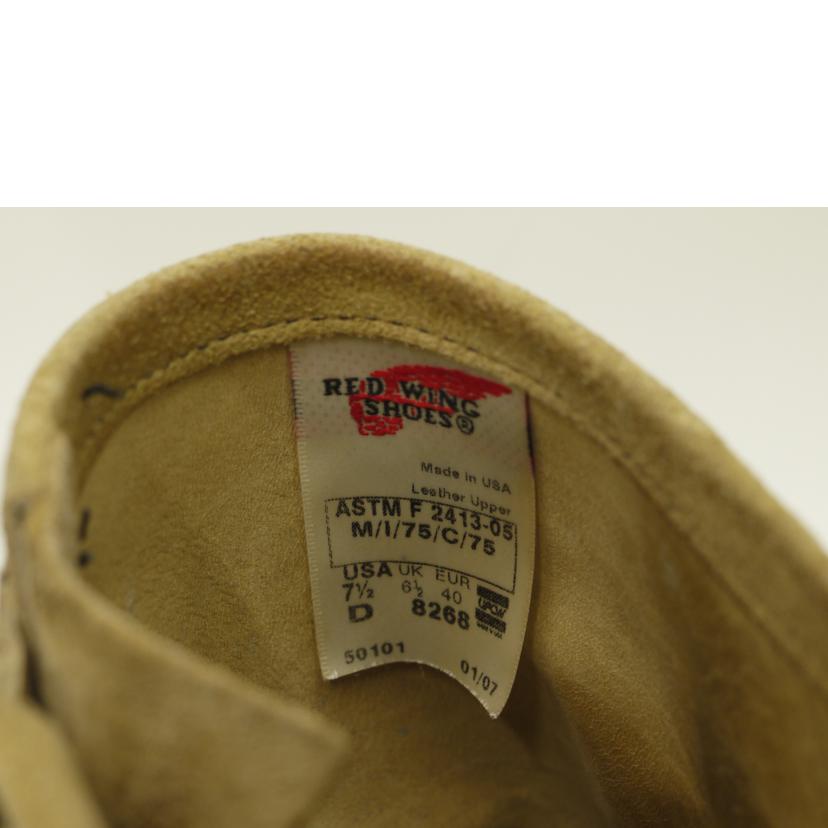 RED WING
SHOES®
Made in USA
Leather Upper
ASTM F 2413-05
M/I/75/C/75
USA UK EUR
7½ 6½ 40
D 8268
UPCW
50101 01/07